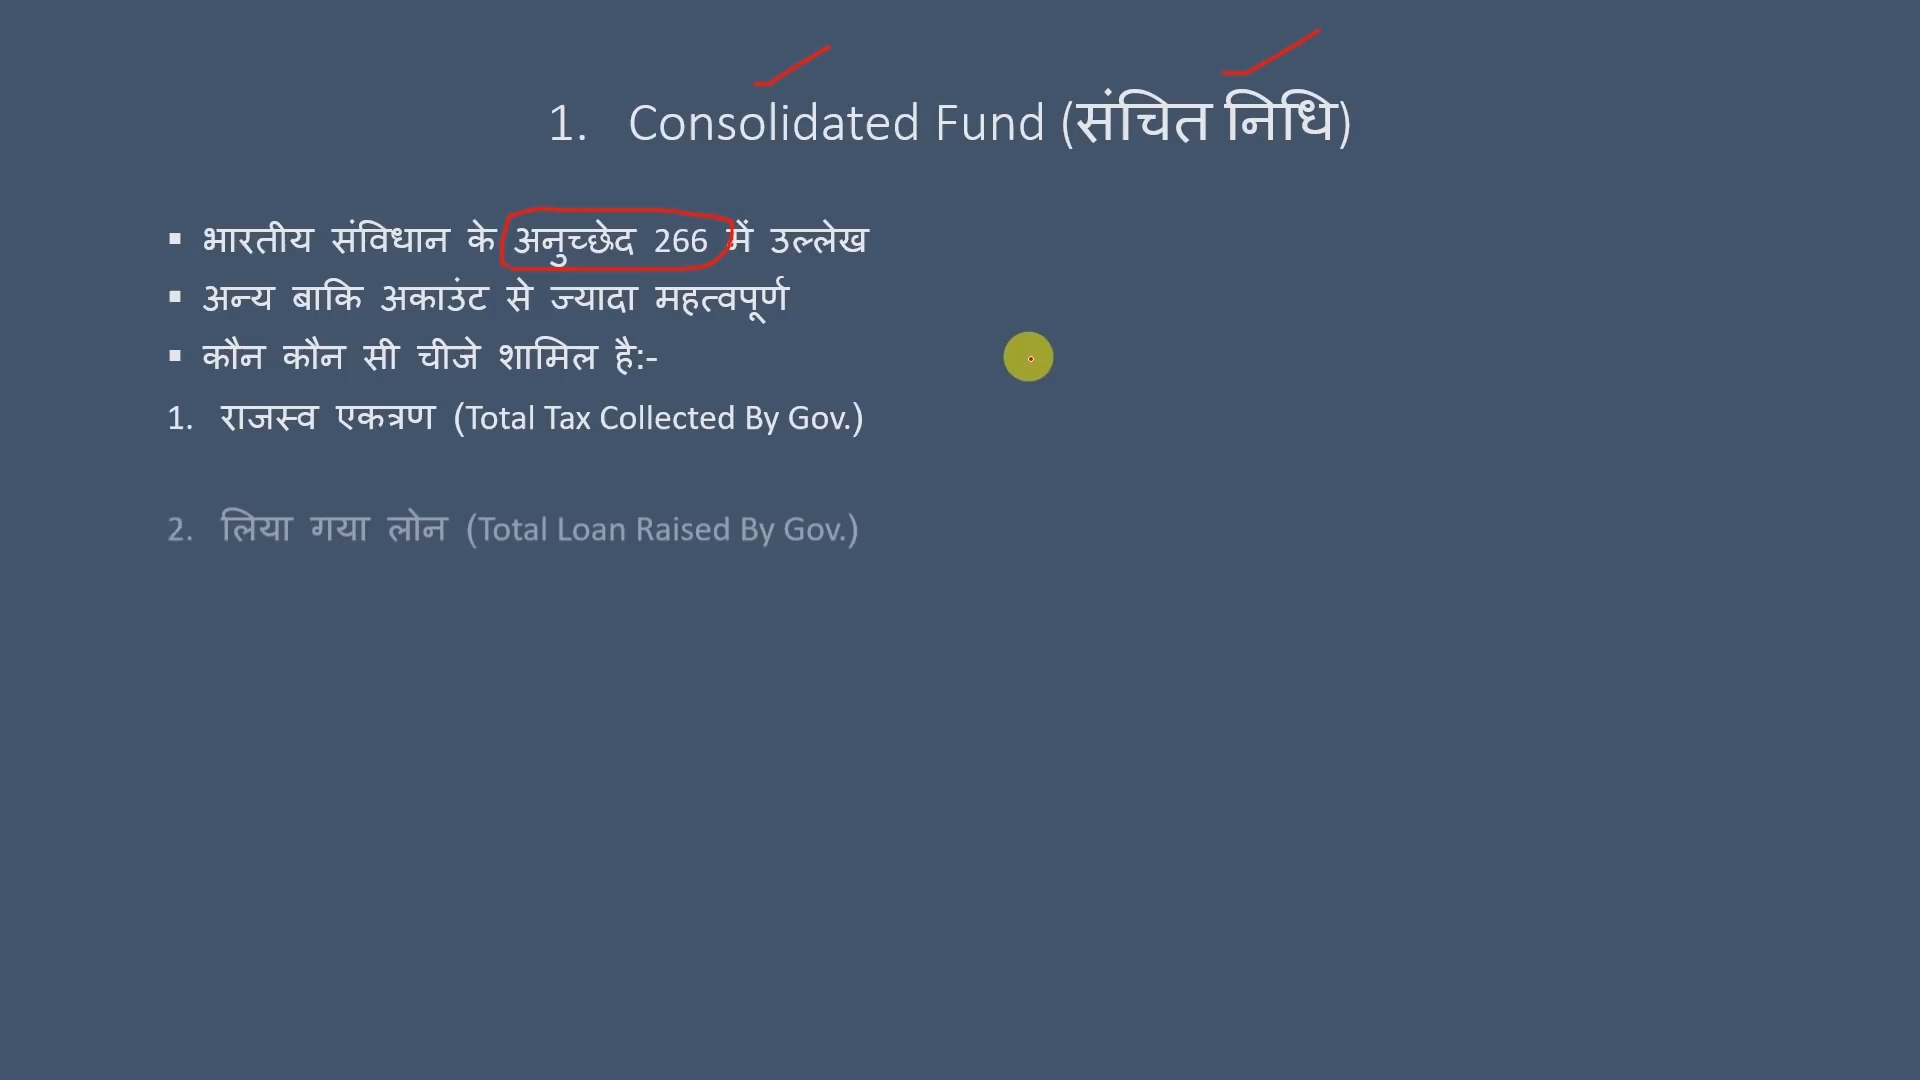 1. Consolidated Fund (संचित निधि)
▪ भारतीय संविधान के अनुच्छेद 266 में उल्लेख
▪ अन्य बाकि अकाउंट से ज्यादा महत्वपूर्ण
▪ कौन कौन सी चीजे शामिल है:-
1. राजस्व एकत्रण (Total Tax Collected By Gov.)
2. लिया गया लोन (Total Loan Raised By Gov.)